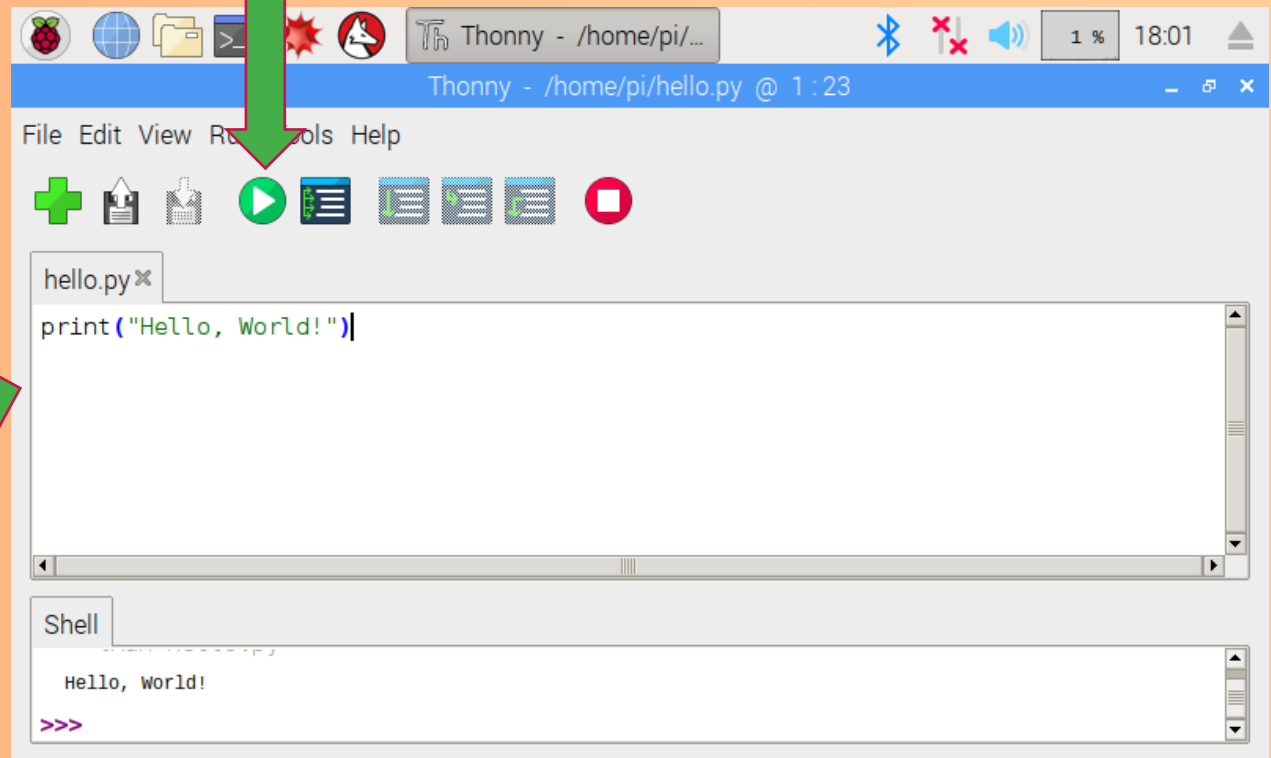 Th Thonny - /home/pi/... 1 % 18:01
Thonny - /home/pi/hello.py @ 1 : 23
File Edit View Help
hello.py
print("Hello, World!")
Shell
Hello, World!
>>>